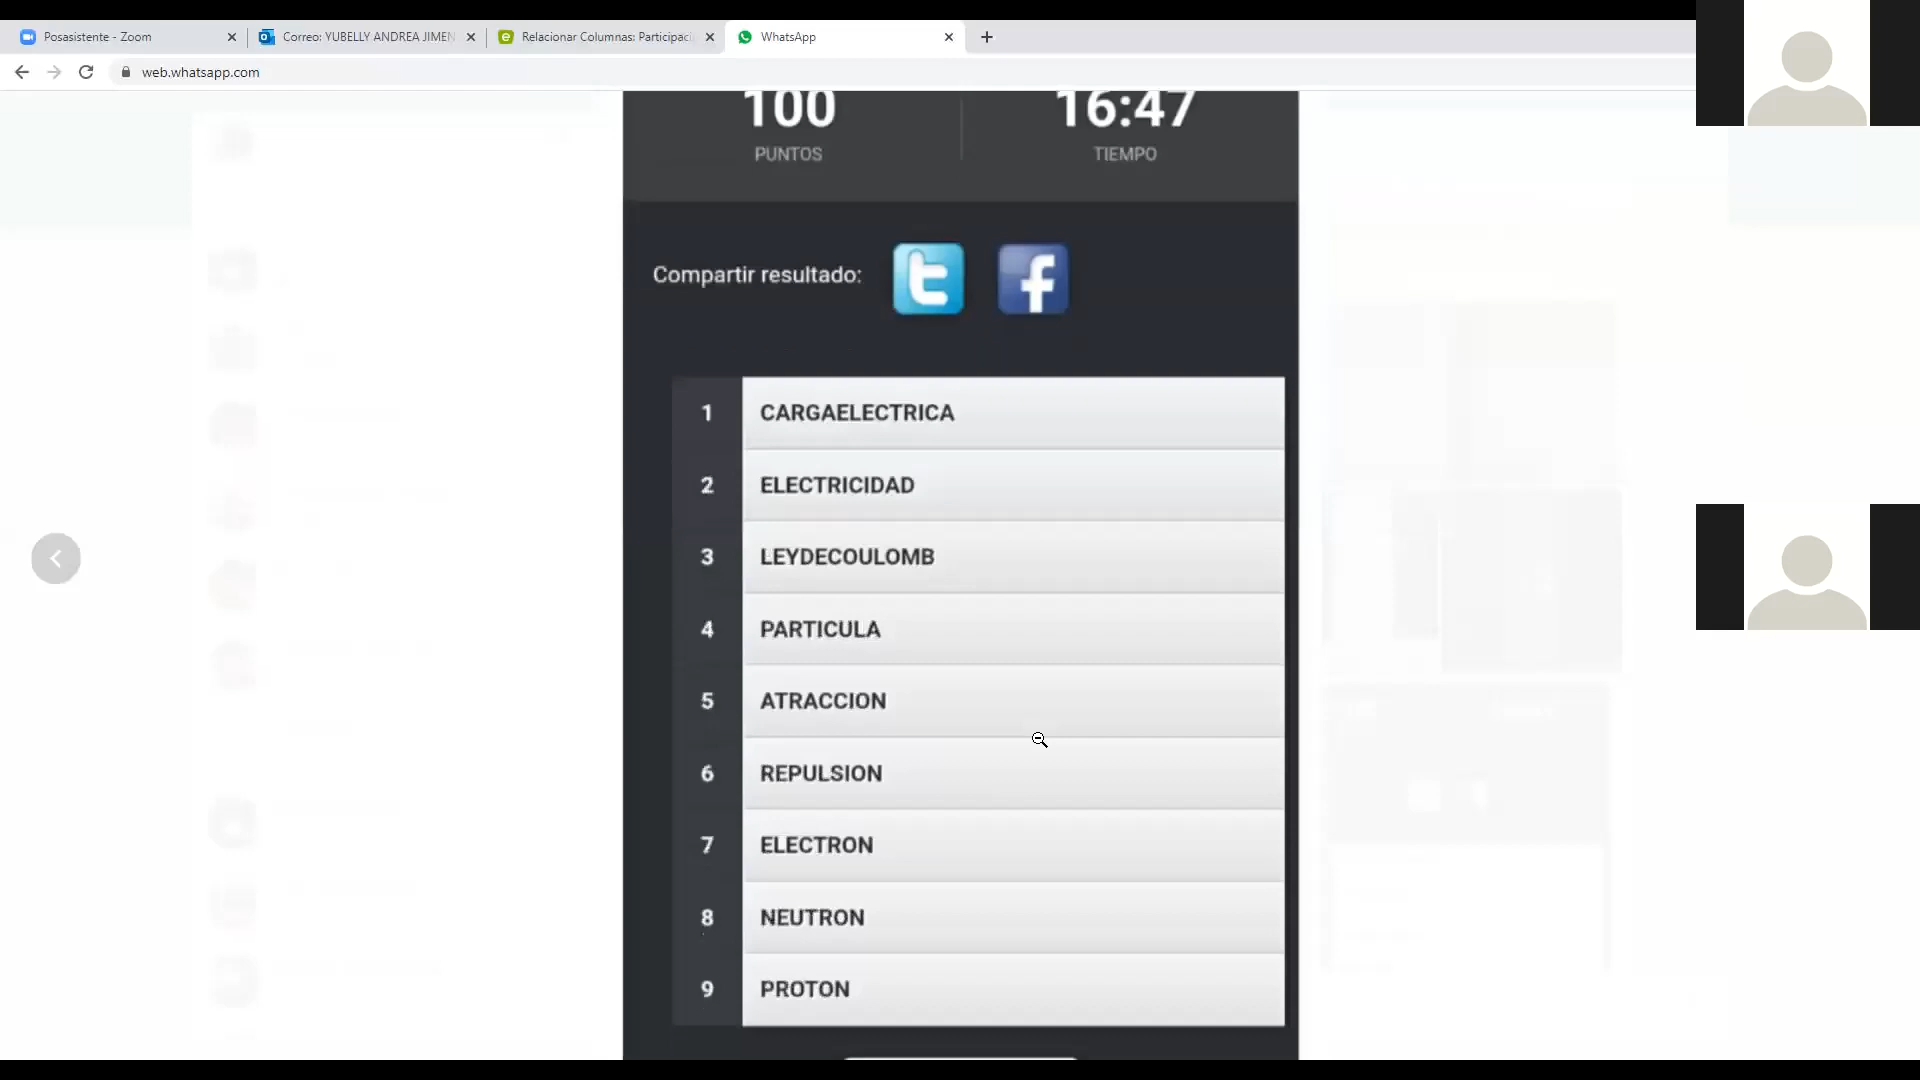 Posasistente - Zoom
Correo: YUBELLY ANDREA JIMEN
Relacionar Columnas: Participaci
WhatsApp
web.whatsapp.com
100
16:47
PUNTOS
TIEMPO
Compartir resultado:
1 CARGAELECTRICA
2 ELECTRICIDAD
3 LEYDECOULOMB
4 PARTICULA
5 ATRACCION
6 REPULSION
7 ELECTRON
8 NEUTRON
9 PROTON